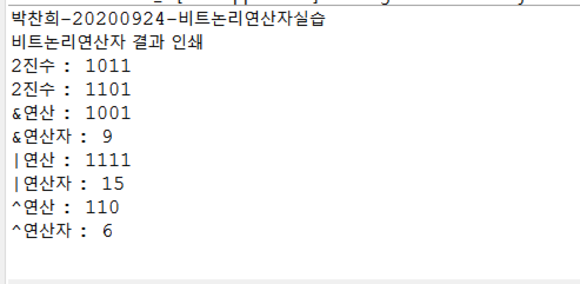 박찬희-20200924-비트논리연산자실습
비트논리연산자 결과 인쇄
2진수 : 1011
2진수 : 1101
&연산 : 1001
&연산자 : 9
|연산 : 1111
|연산자 : 15
^연산 : 110
^연산자 : 6